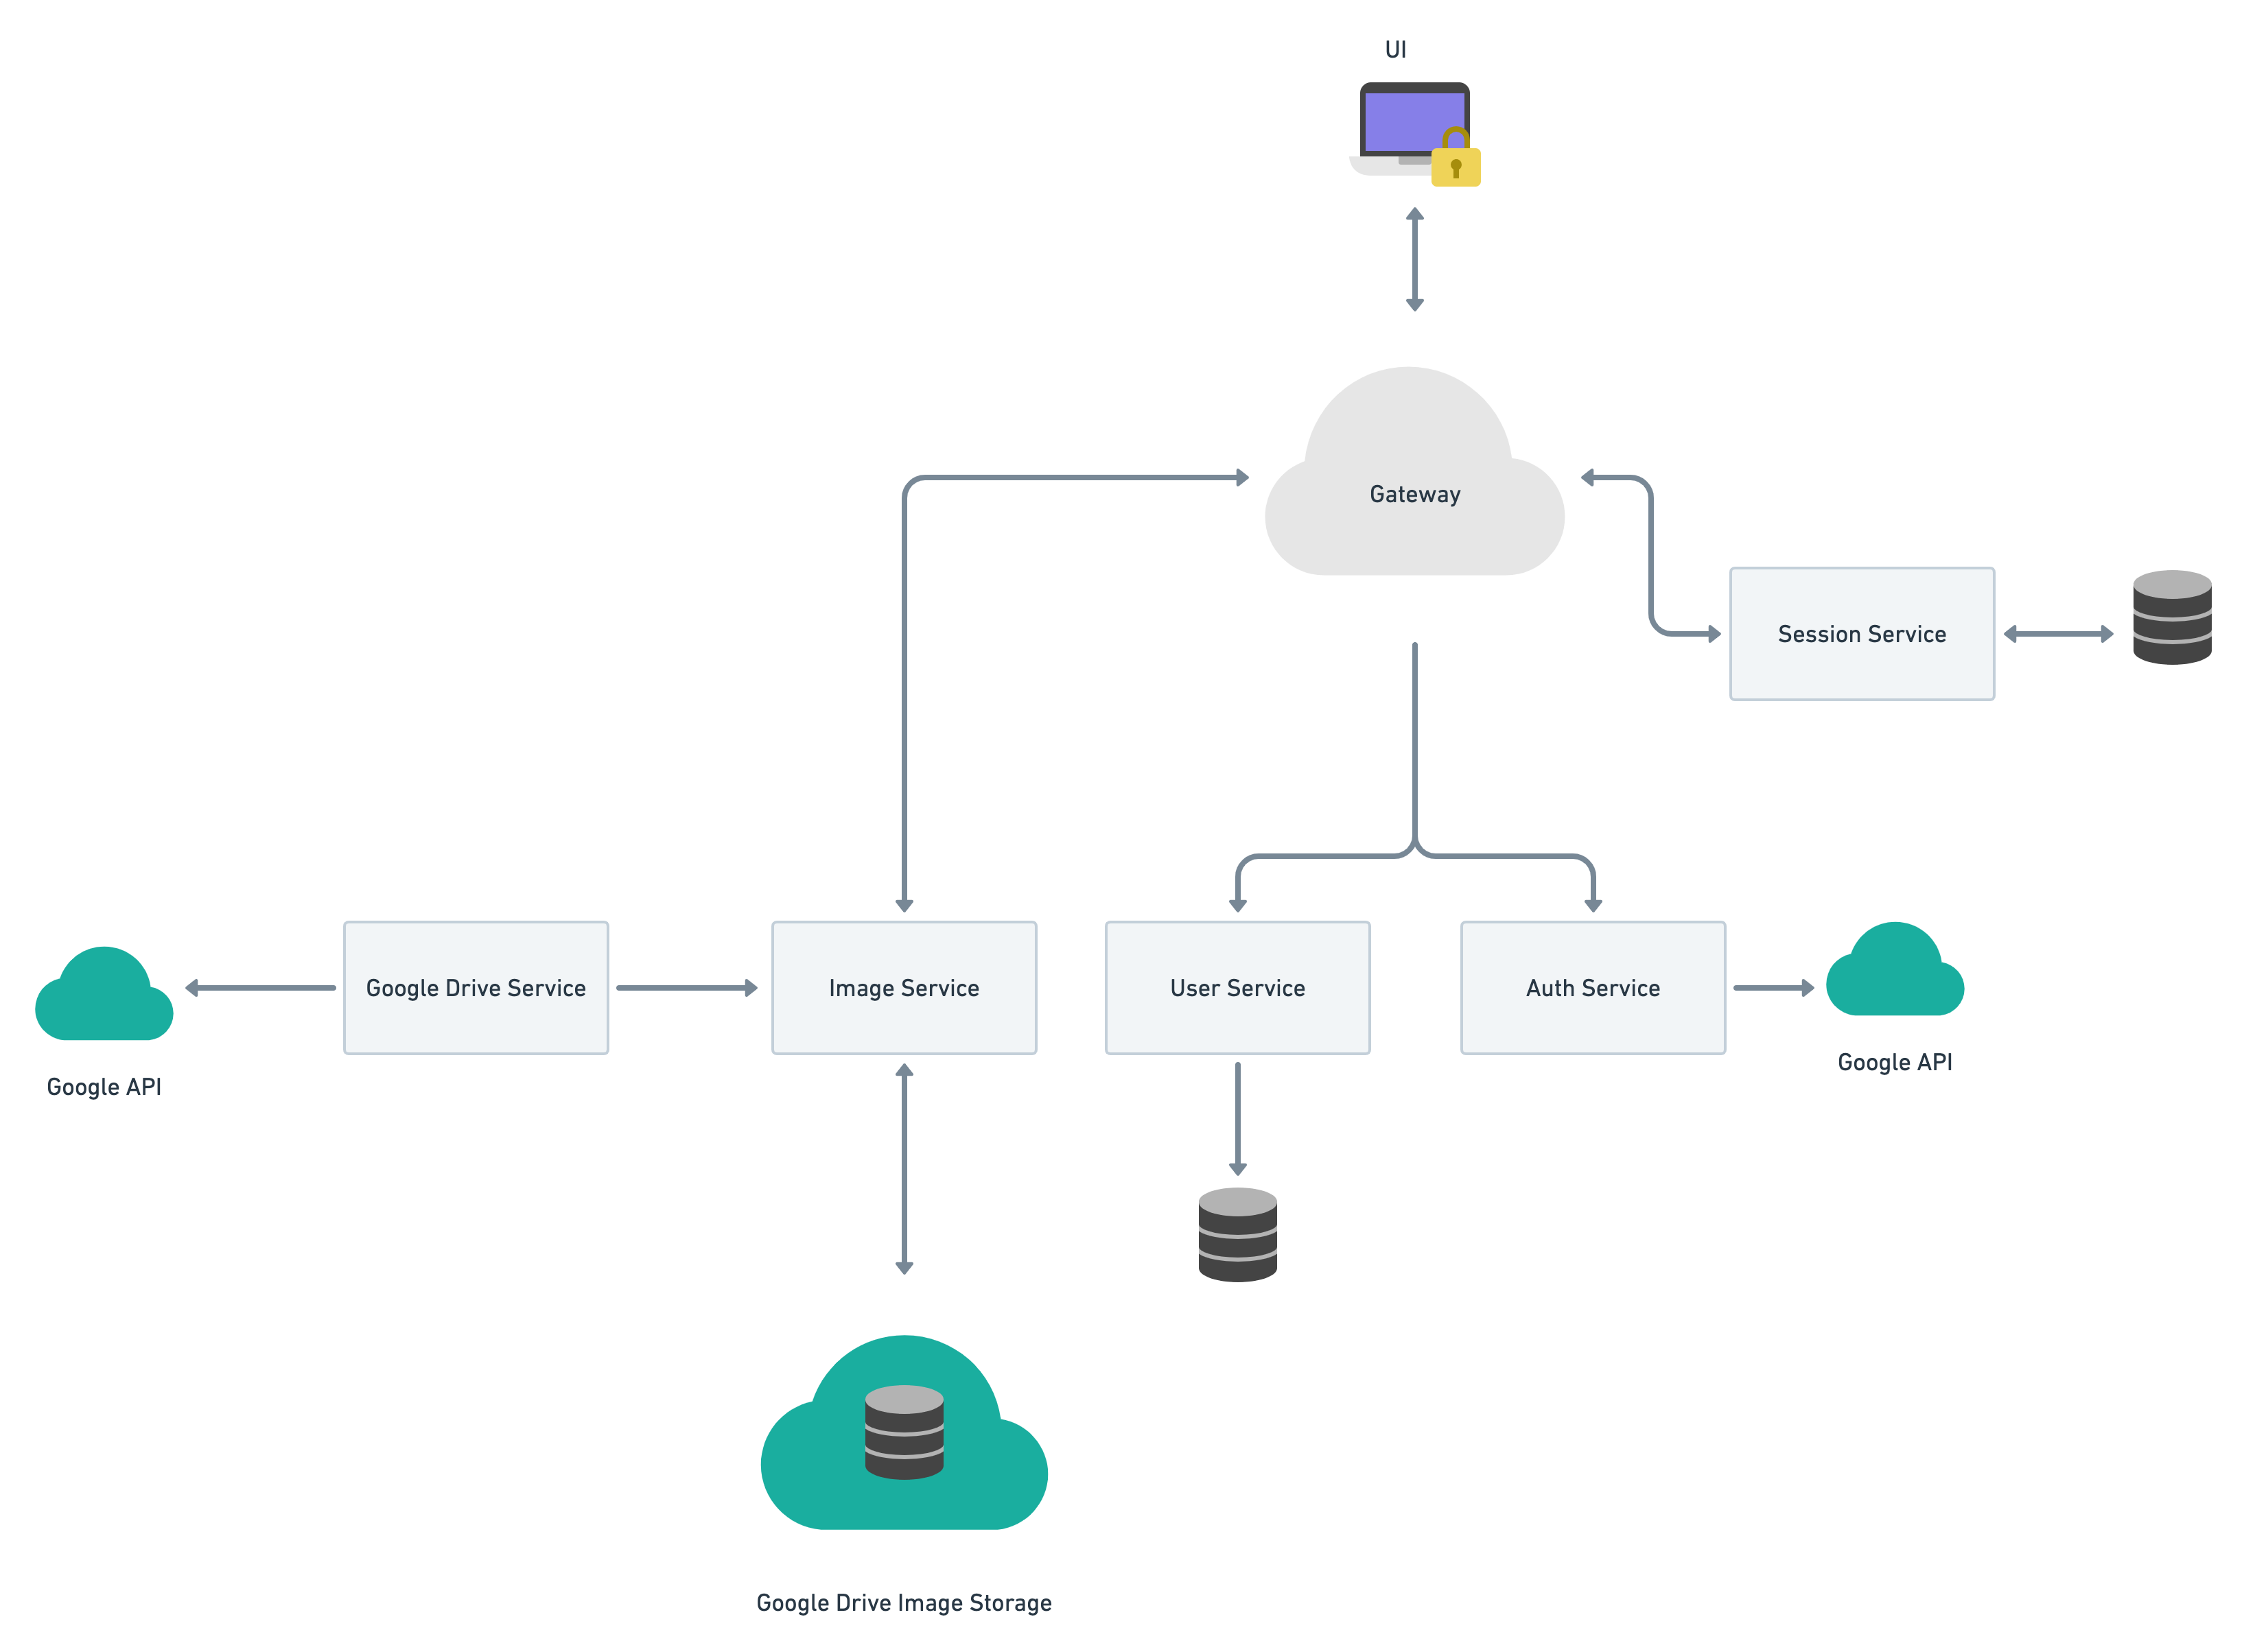 UI
Gateway
Session Service
Google Drive Service
Image Service
User Service
Auth Service
Google API
Google API
Google Drive Image Storage